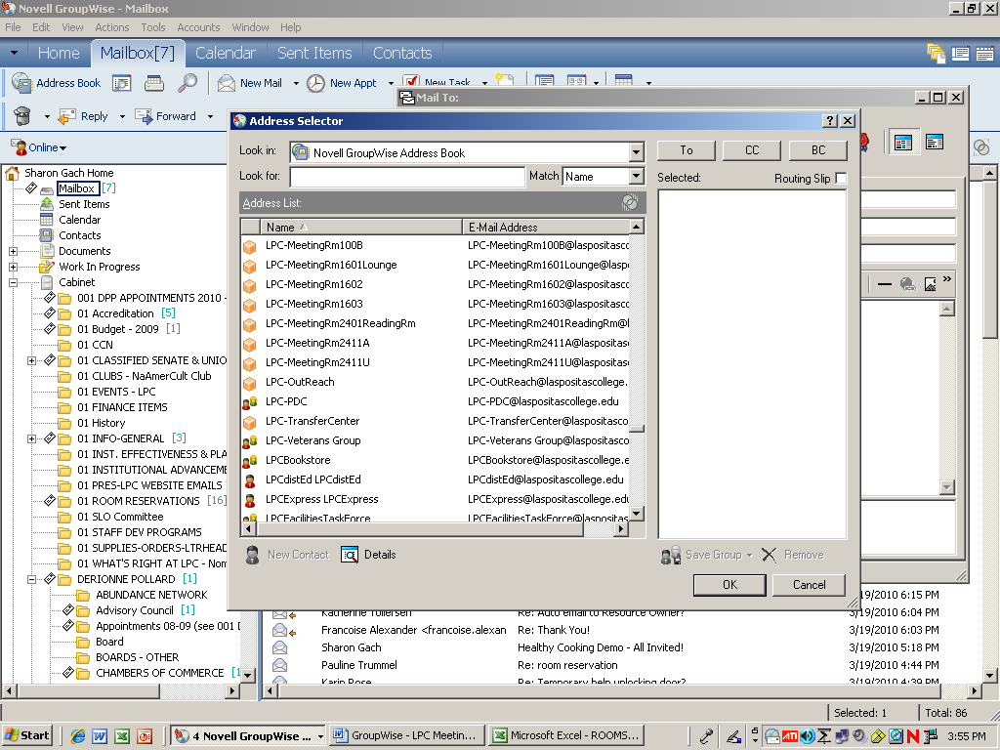 Novell GroupWise - Mailbox
File Edit View Actions Tools Accounts Window Help
Home Mailbox[7] Calendar Sent Items Contacts
Address Book New Mail New Appt New Task
Mail To:
Reply Forward
Address Selector
Online
Look in: Novell GroupWise Address Book To CC BC
Look for: Match Name Selected: Routing Slip
Address List:
Name E-Mail Address
Sharon Gach Home
Mailbox [7]
Sent Items
Calendar
Contacts
Documents
Work In Progress
Cabinet
001 DPP APPOINTMENTS 2010 -
01 Accreditation [5]
01 Budget - 2009 [1]
01 CCN
01 CLASSIFIED SENATE & UNIO
01 CLUBS - NaAmerCult Club
01 EVENTS - LPC
01 FINANCE ITEMS
01 History
01 INFO-GENERAL [3]
01 INST. EFFECTIVENESS & PLA
01 INSTITUTIONAL ADVANCEME
01 PRES-LPC WEBSITE EMAILS
01 ROOM RESERVATIONS [16]
01 SLO Committee
01 STAFF DEV PROGRAMS
01 SUPPLIES-ORDERS-LTRHEAD
01 WHAT'S RIGHT AT LPC - Nom
DERIONNE POLLARD [1]
ABUNDANCE NETWORK
Advisory Council [1]
Appointments 08-09 (see 001 D
Board
BOARDS - OTHER
CHAMBERS OF COMMERCE [1
LPC-MeetingRm100B LPC-MeetingRm100B@laspositasco
LPC-MeetingRm1601Lounge LPC-MeetingRm1601Lounge@laspo
LPC-MeetingRm1602 LPC-MeetingRm1602@laspositasco
LPC-MeetingRm1603 LPC-MeetingRm1603@laspositasco
LPC-MeetingRm2401ReadingRm LPC-MeetingRm2401ReadingRm@l
LPC-MeetingRm2411A LPC-MeetingRm2411A@laspositasc
LPC-MeetingRm2411U LPC-MeetingRm2411U@laspositasc
LPC-OutReach LPC-OutReach@laspositascollege.
LPC-PDC LPC-PDC@laspositascollege.edu
LPC-TransferCenter LPC-TransferCenter@laspositasco
LPC-Veterans Group LPC-Veterans Group@laspositasco
LPCBookstore LPCBookstore@laspositascollege.e
LPCdistEd LPCdistEd LPCdistEd@laspositascollege.edu
LPCExpress LPCExpress LPCExpress@laspositascollege.edu
LPCFacilitiesTaskForce LPCFacilitiesTaskForce@laspositas
New Contact Details Save Group Remove
OK Cancel
/19/2010 6:15 PM
Katherine Tollefsen Re: Auto email to Resource Owner? 3/19/2010 6:04 PM
Francoise Alexander <francoise.alexan Re: Thank You! 3/19/2010 6:03 PM
Sharon Gach Healthy Cooking Demo - All Invited! 3/19/2010 5:18 PM
Pauline Trummel Re: room reservation 3/19/2010 4:44 PM
Karin Rose Re: Temporary help unlocking door? 3/19/2010 4:39 PM
Selected: 1 Total: 86
Start 4 Novell GroupWise ... GroupWise - LPC Meetin... Microsoft Excel - ROOMS... 3:55 PM